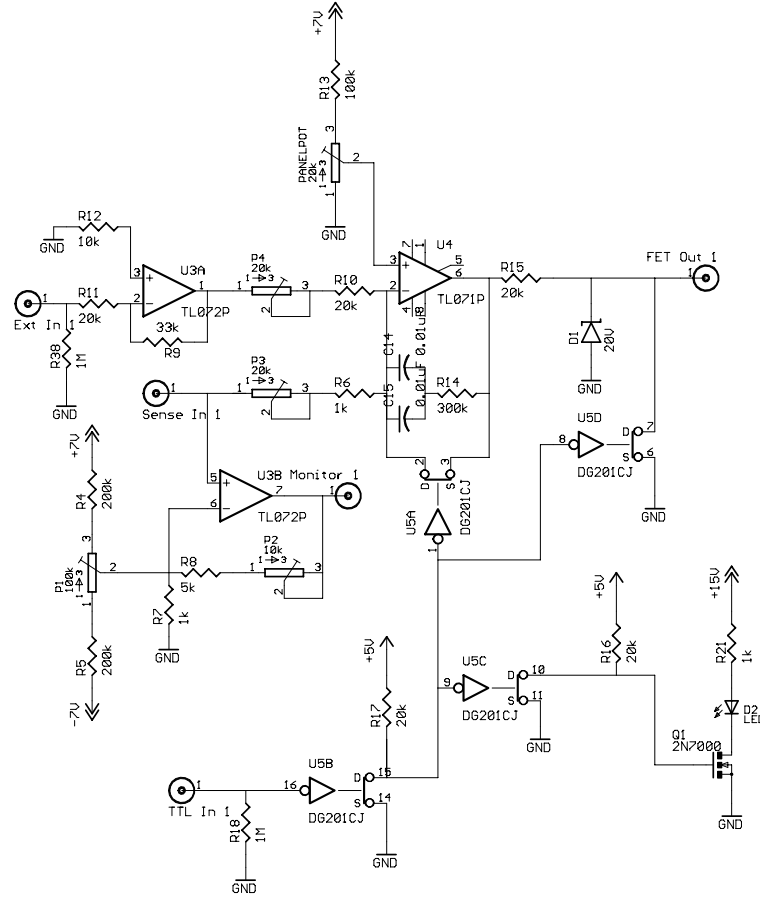 +7V
R13
100k
3
PANELPOT
20k
1 3
2
1
GND
R12
10k
GND
U3A
3
+
2
−
1
TL072P
R11
20k
1
Ext In 1
33k
R9
R38
1M
GND
P4
20k
1 3
1
3
2
R10
20k
U4
7
1
3
+
2
−
5
6
4
8
TL071P
R15
20k
FET Out 1
1
D1
20V
GND
C14
0.01uF
C15
0.01uF
R14
300k
P3
20k
1 3
1
3
2
R6
1k
1
Sense In 1
U5D
8
D
7
S
6
DG201CJ
GND
2
3
D
S
U5A
1
DG201CJ
+7V
R4
200k
3
P1
100k
1 3
2
1
R5
200k
-7V
U3B
5
+
6
−
7
TL072P
Monitor 1
1
P2
10k
1 3
1
3
2
R8
5k
R7
1k
GND
+5V
R17
20k
U5C
9
D
10
S
11
DG201CJ
GND
+5V
R16
20k
+15V
R21
1k
D2
LED
Q1
2N7000
GND
1
TTL In 1
R18
1M
GND
U5B
16
D
15
S
14
DG201CJ
GND